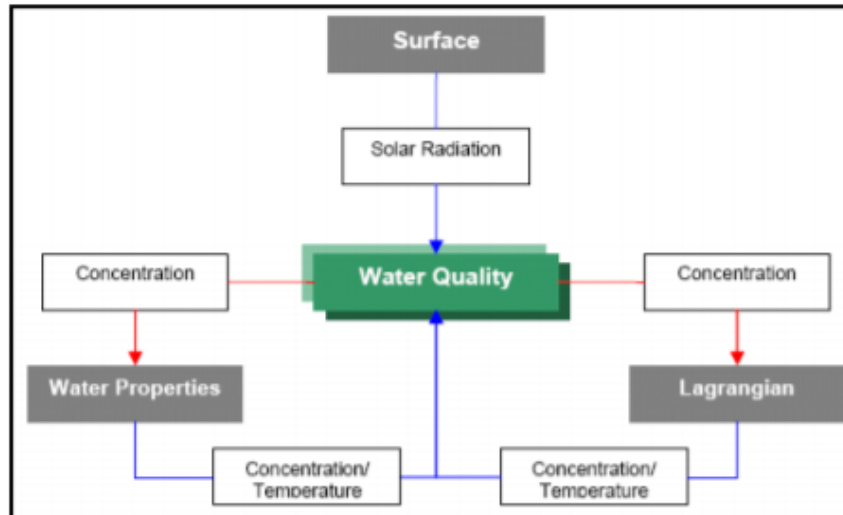 Surface
Solar Radiation
Water Quality
Concentration
Concentration
Water Properties
Lagrangian
Concentration/
Temperature
Concentration/
Temperature